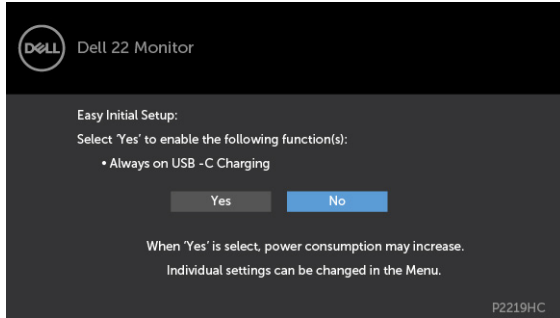 DELL Dell 22 Monitor
Easy Initial Setup:
Select 'Yes' to enable the following function(s):
• Always on USB -C Charging
Yes No
When 'Yes' is select, power consumption may increase.
Individual settings can be changed in the Menu.
P2219HC